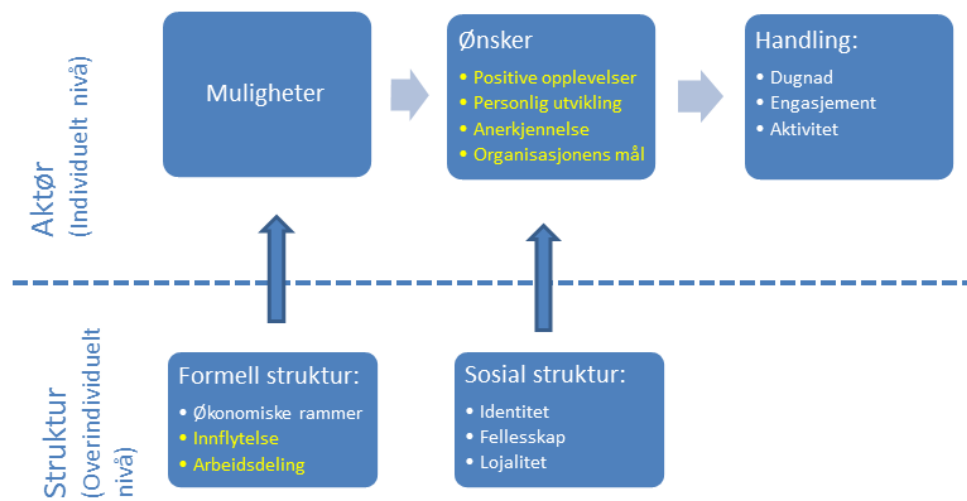 Aktør
(Individuelt nivå)
Muligheter
Ønsker
• Positive opplevelser
• Personlig utvikling
• Anerkjennelse
• Organisasjonens mål
Handling:
• Dugnad
• Engasjement
• Aktivitet
Struktur
(Overindividuelt
nivå)
Formell struktur:
• Økonomiske rammer
• Innflytelse
• Arbeidsdeling
Sosial struktur:
• Identitet
• Fellesskap
• Lojalitet